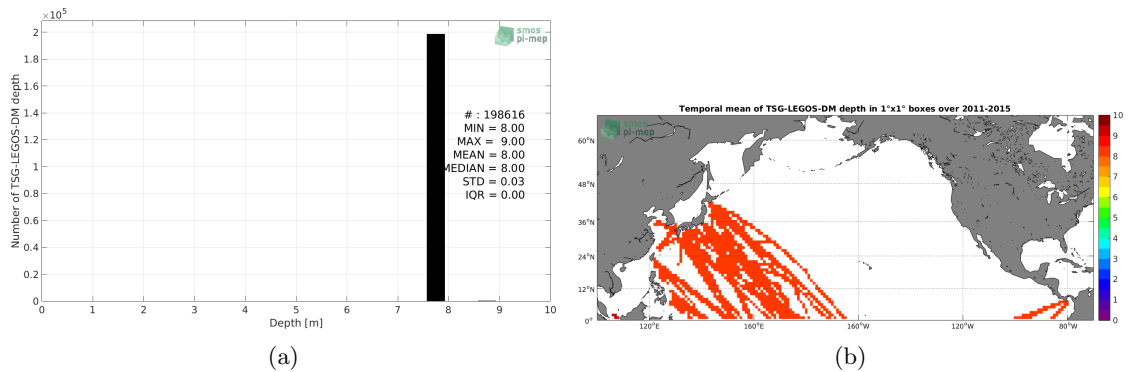 ×10⁵
smos
pi-mep
2
1.8
1.6
1.4
1.2
1
0.8
0.6
0.4
0.2
0
Number of TSG-LEGOS-DM depth
# : 198616
MIN = 8.00
MAX = 9.00
MEAN = 8.00
MEDIAN = 8.00
STD = 0.03
IQR = 0.00
0 1 2 3 4 5 6 7 8 9 10
Depth [m]
(a)
Temporal mean of TSG-LEGOS-DM depth in 1°x1° boxes over 2011-2015
smos
pi-mep
60°N
48°N
36°N
24°N
12°N
0°
120°E 160°E 160°W 120°W 80°W
10
9
8
7
6
5
4
3
2
1
0
(b)